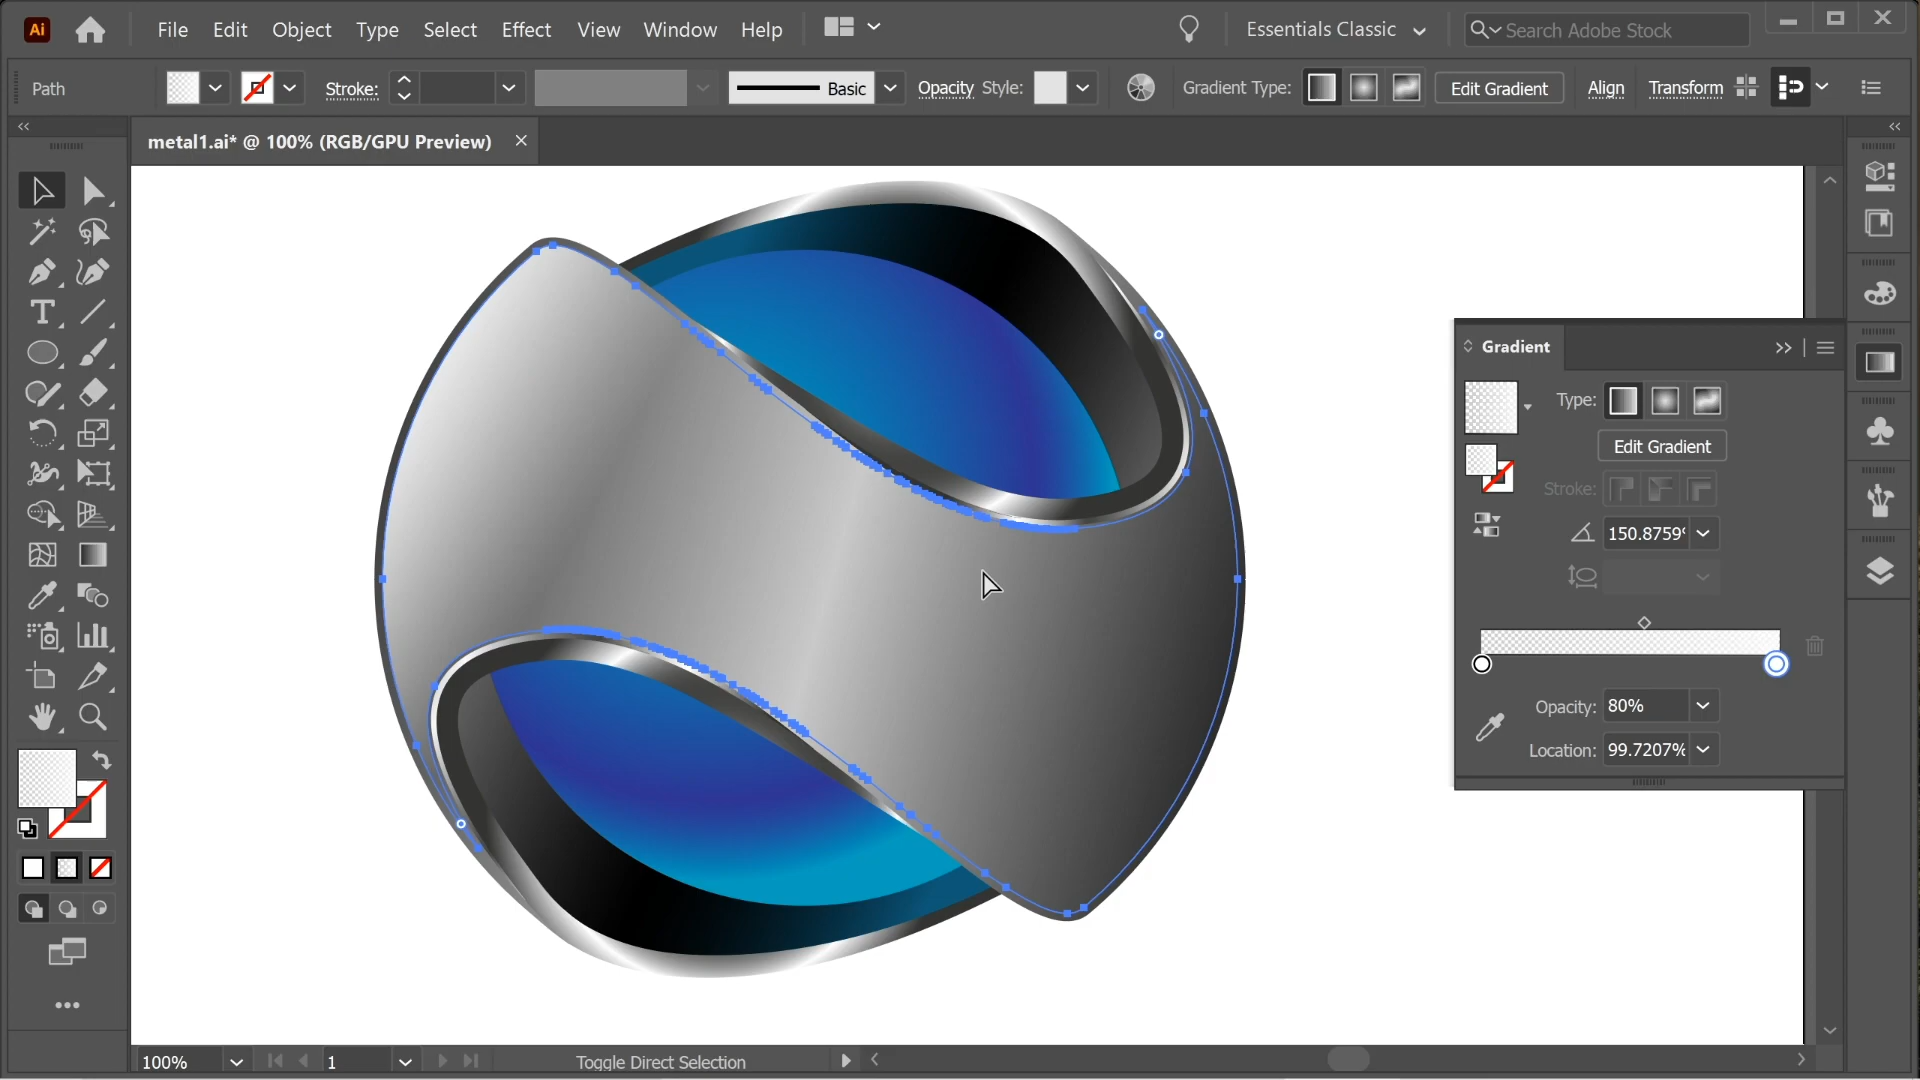 Ai File Edit Object Type Select Effect View Window Help Essentials Classic Search Adobe Stock
Path Stroke: Basic Opacity Style: Gradient Type: Edit Gradient Align Transform
metal1.ai* @ 100% (RGB/GPU Preview)
Gradient
Type:
Edit Gradient
Stroke:
150.8759°
Opacity: 80%
Location: 99.7207%
100% 1 Toggle Direct Selection